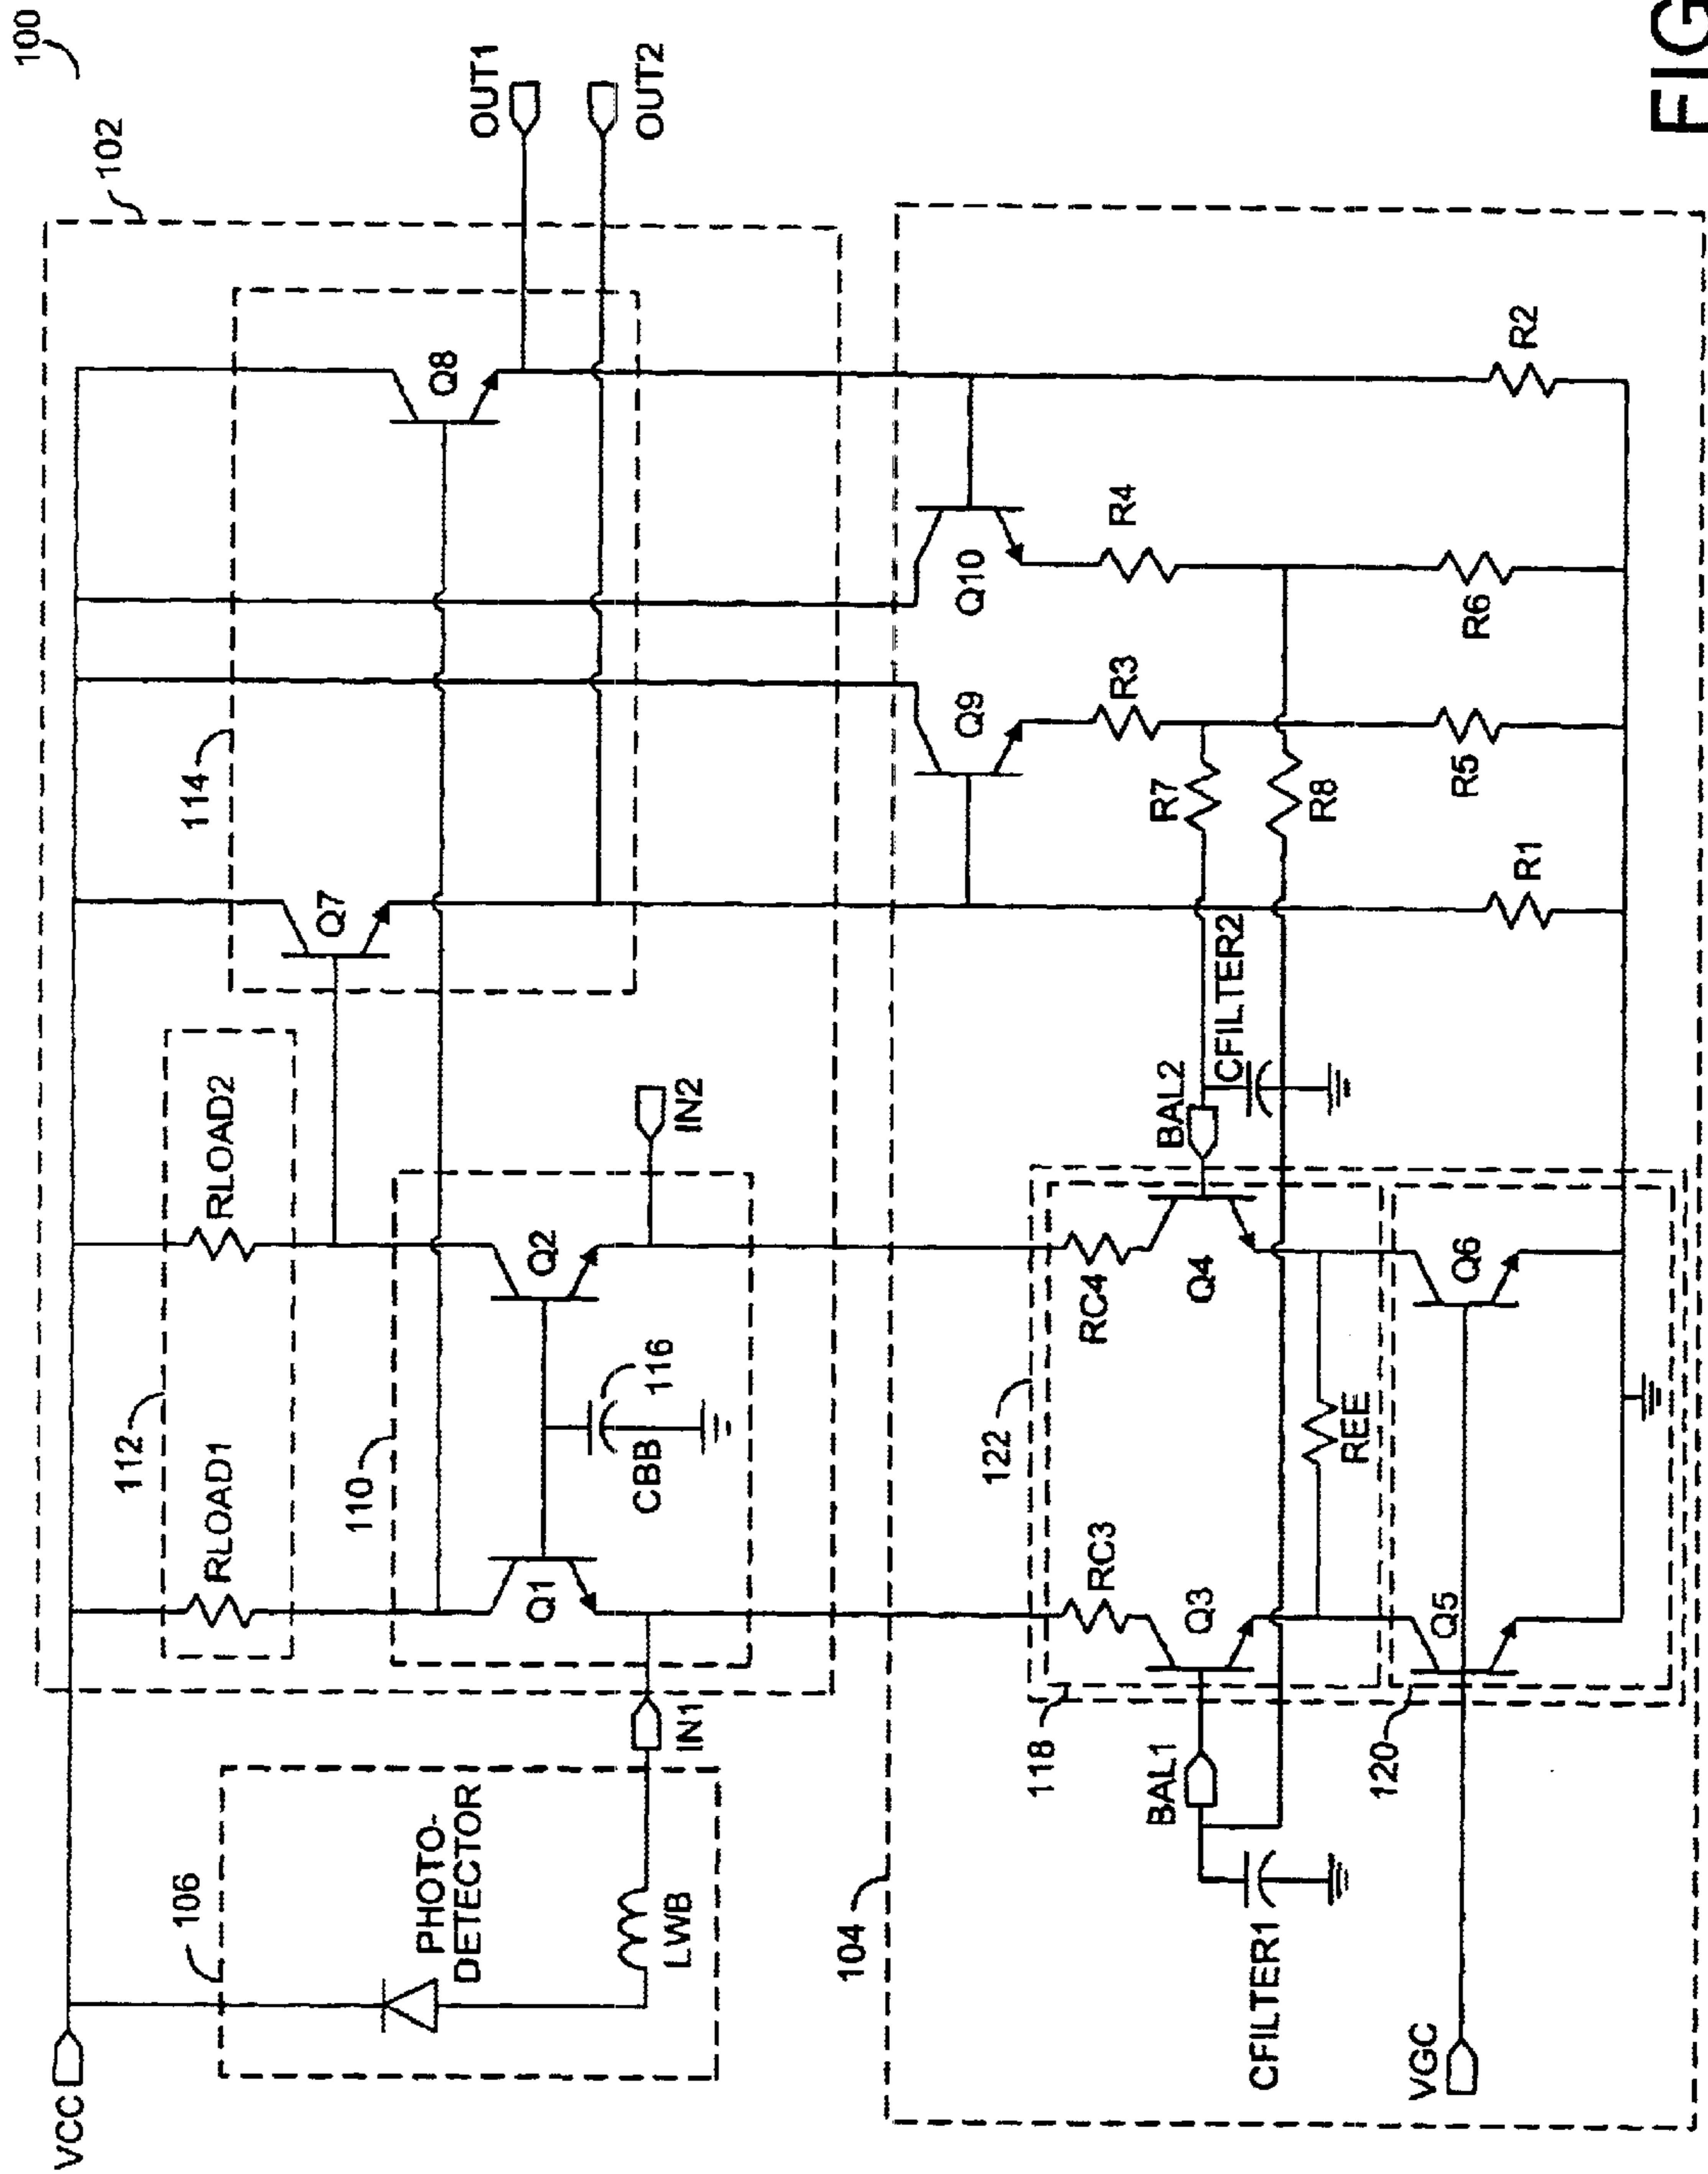 100
102
VCC
112
RLOAD1
RLOAD2
114
Q7
Q8
OUT1
OUT2
106
PHOTO-
DETECTOR
LWB
IN1
110
Q1
Q2
CBB
116
IN2
104
122
118
BAL1
CFILTER1
RC3
Q3
RC4
Q4
BAL2
CFILTER2
REE
120
Q5
Q6
VGC
Q9
Q10
R3
R4
R7
R8
R5
R6
R1
R2
FIG